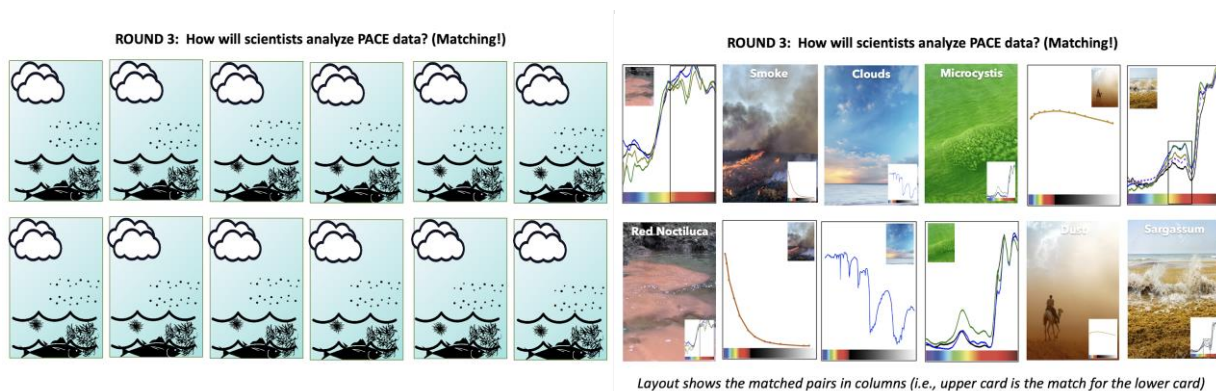 ROUND 3: How will scientists analyze PACE data? (Matching!)
ROUND 3: How will scientists analyze PACE data? (Matching!)
Smoke
Clouds
Microcystis
Red Noctiluca
Dust
Sargassum
Layout shows the matched pairs in columns (i.e., upper card is the match for the lower card)